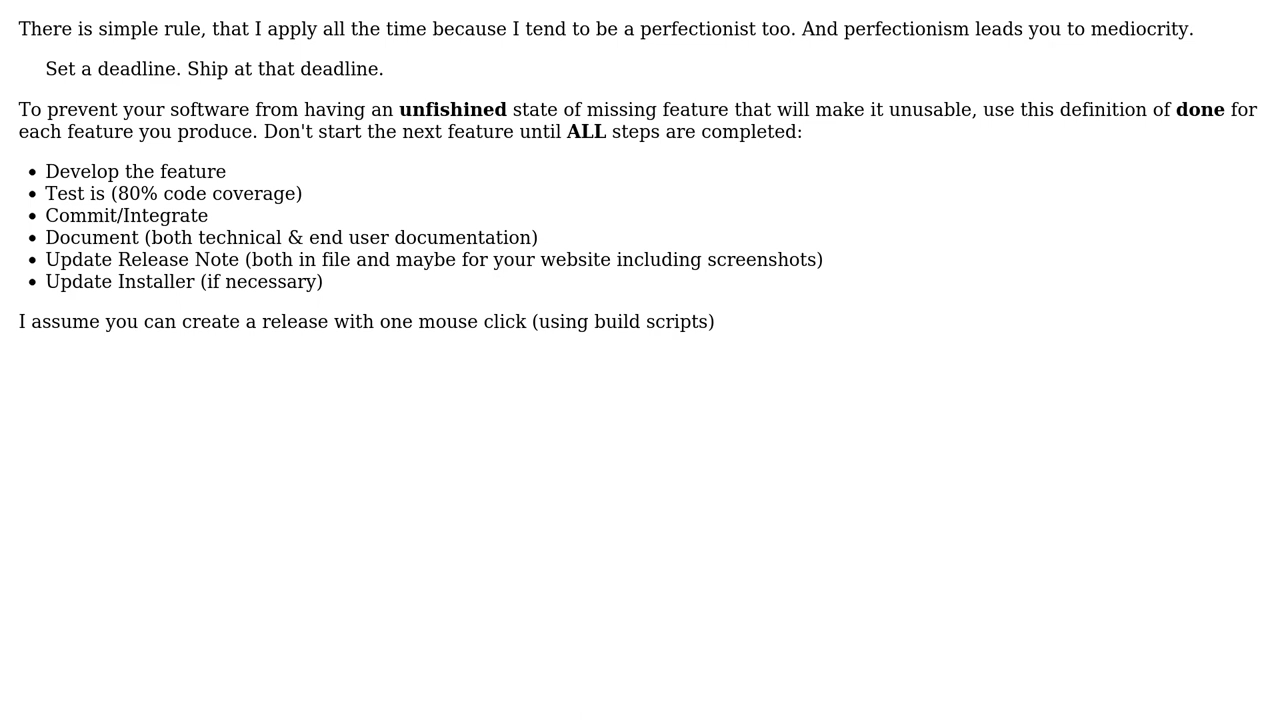 There is simple rule, that I apply all the time because I tend to be a perfectionist too. And perfectionism leads you to mediocrity.
Set a deadline. Ship at that deadline.
To prevent your software from having an unfishined state of missing feature that will make it unusable, use this definition of done for
each feature you produce. Don't start the next feature until ALL steps are completed:
• Develop the feature
• Test is (80% code coverage)
• Commit/Integrate
• Document (both technical & end user documentation)
• Update Release Note (both in file and maybe for your website including screenshots)
• Update Installer (if necessary)
I assume you can create a release with one mouse click (using build scripts)